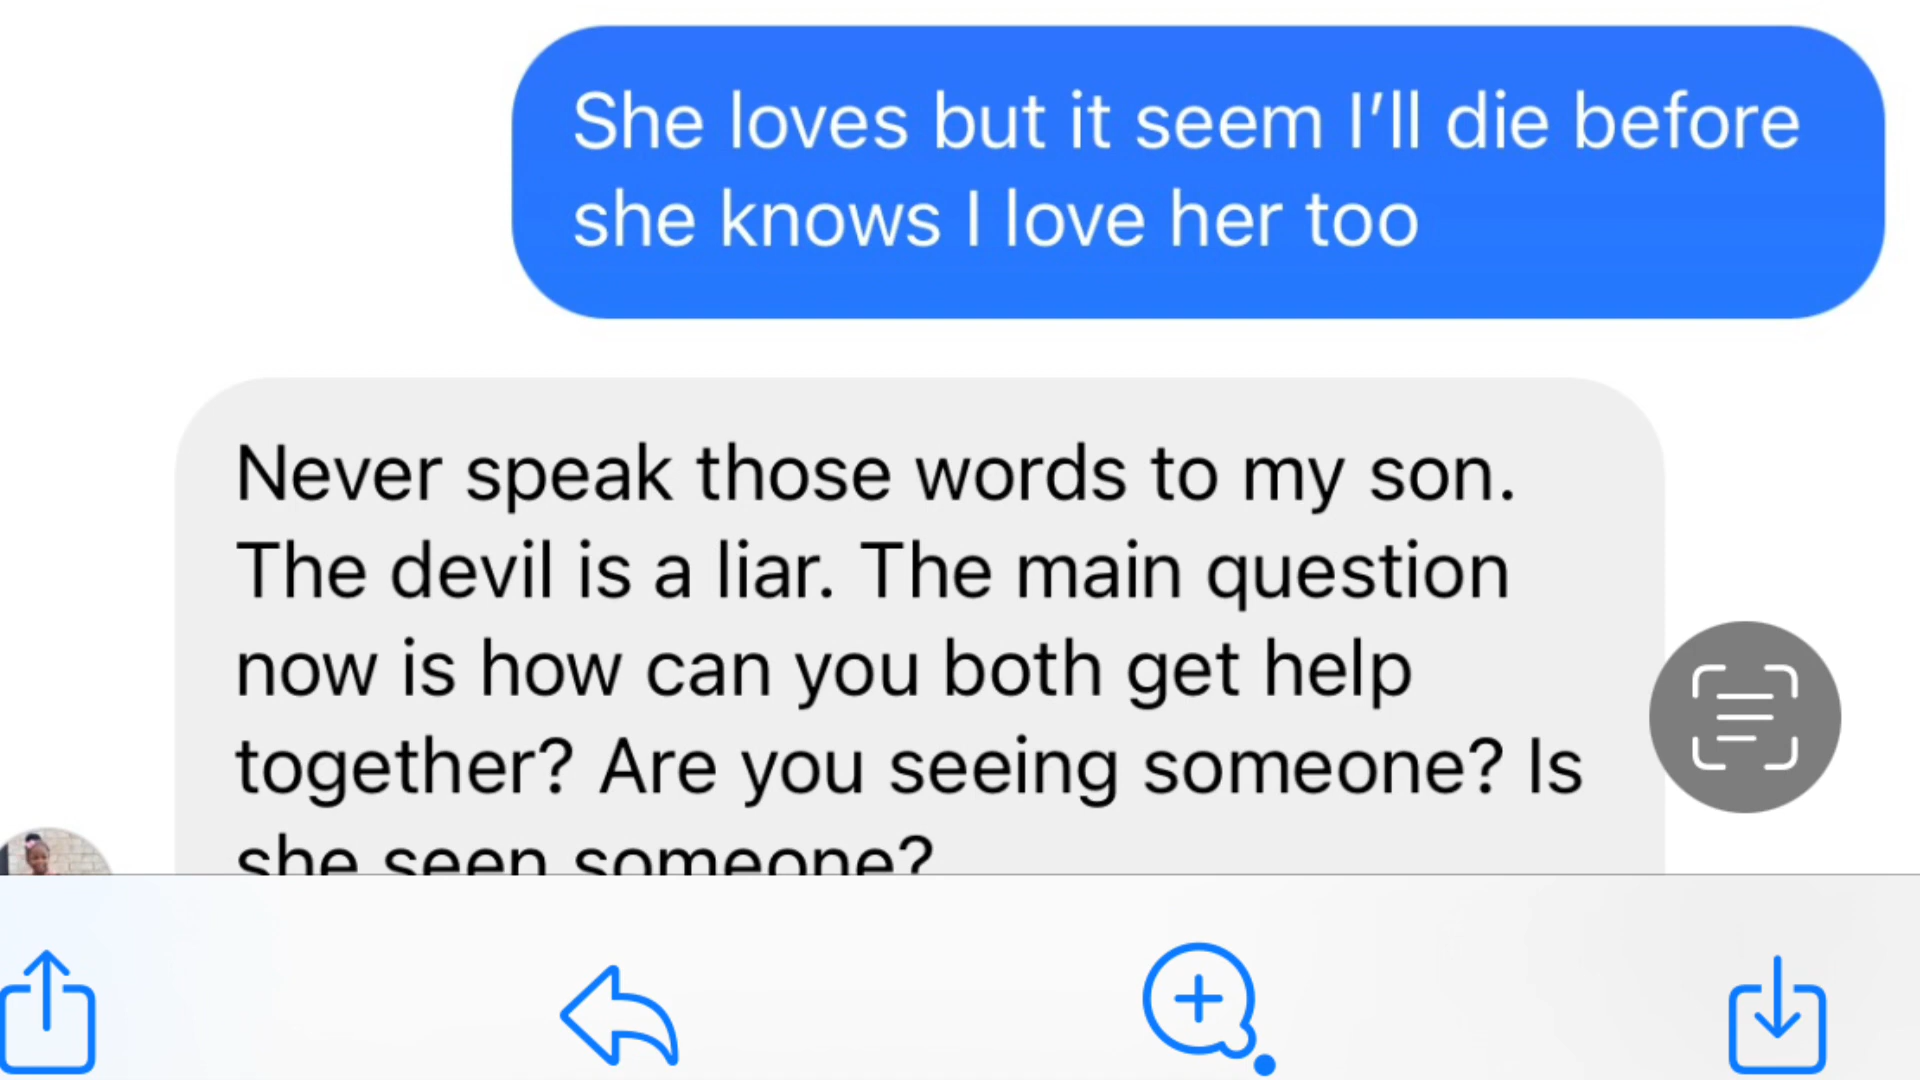 She loves but it seem I’ll die before
she knows I love her too
Never speak those words to my son.
The devil is a liar. The main question
now is how can you both get help
together? Are you seeing someone? Is
she seen someone?